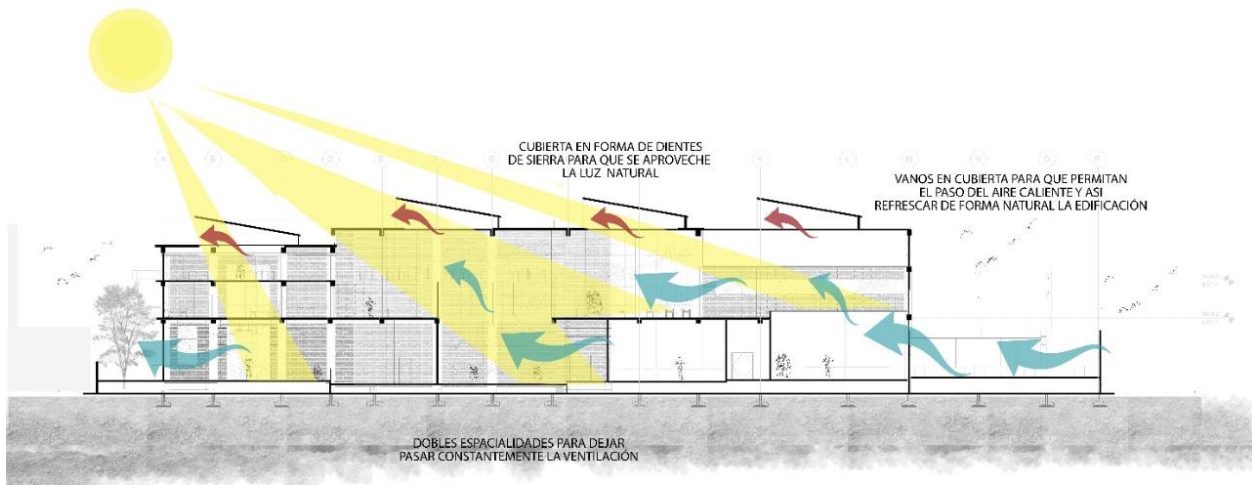 CUBIERTA EN FORMA DE DIENTES
DE SIERRA PARA QUE SE APROVECHE
LA LUZ NATURAL
VANOS EN CUBIERTA PARA QUE PERMITAN
EL PASO DEL AIRE CALIENTE Y ASI
REFRESCAR DE FORMA NATURAL LA EDIFICACIÓN
DOBLES ESPACIALIDADES PARA DEJAR
PASAR CONSTANTEMENTE LA VENTILACIÓN